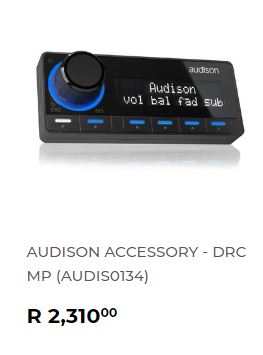 audison
Audison
vol bal fad sub
AUDISON ACCESSORY - DRC
MP (AUDIS0134)
R 2,310⁰⁰